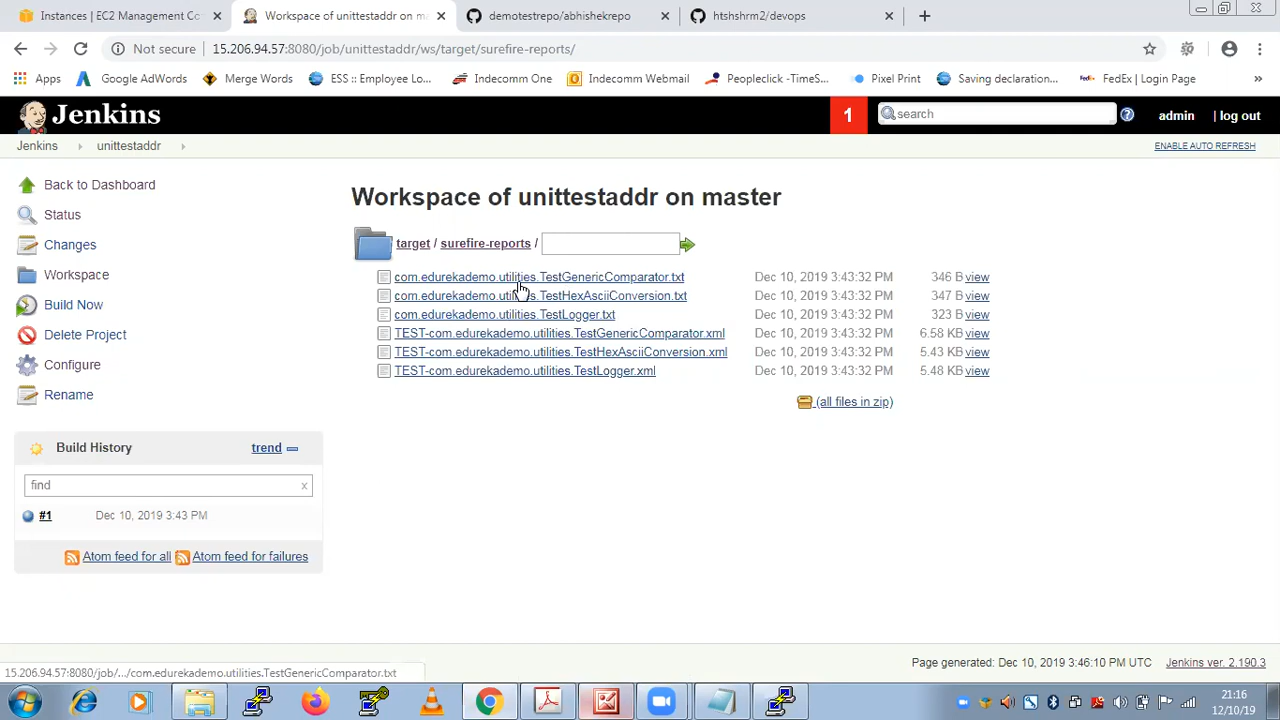 Instances | EC2 Management Co
Workspace of unittestaddr on ma
demotestrepo/abhishekrepo
htshshrm2/devops
Not secure
15.206.94.57:8080/job/unittestaddr/ws/target/surefire-reports/
Apps
Google AdWords
Merge Words
ESS :: Employee Lo...
Indecomm One
Indecomm Webmail
Peopleclick -TimeS...
Pixel Print
Saving declaration...
FedEx | Login Page
»
Jenkins
1
search
admin
| log out
Jenkins
unittestaddr
ENABLE AUTO REFRESH
Back to Dashboard
Status
Changes
Workspace
Build Now
Delete Project
Configure
Rename
Build History
trend
find
x
#1
Dec 10, 2019 3:43 PM
Atom feed for all
Atom feed for failures
Workspace of unittestaddr on master
target / surefire-reports /
com.edurekademo.utilities.TestGenericComparator.txt Dec 10, 2019 3:43:32 PM 346 B view
com.edurekademo.utilities.TestHexAsciiConversion.txt Dec 10, 2019 3:43:32 PM 347 B view
com.edurekademo.utilities.TestLogger.txt Dec 10, 2019 3:43:32 PM 323 B view
TEST-com.edurekademo.utilities.TestGenericComparator.xml Dec 10, 2019 3:43:32 PM 6.58 KB view
TEST-com.edurekademo.utilities.TestHexAsciiConversion.xml Dec 10, 2019 3:43:32 PM 5.43 KB view
TEST-com.edurekademo.utilities.TestLogger.xml Dec 10, 2019 3:43:32 PM 5.48 KB view
(all files in zip)
Page generated: Dec 10, 2019 3:46:10 PM UTC
Jenkins ver. 2.190.3
15.206.94.57:8080/job/.../com.edurekademo.utilities.TestGenericComparator.txt
21:16
12/10/19